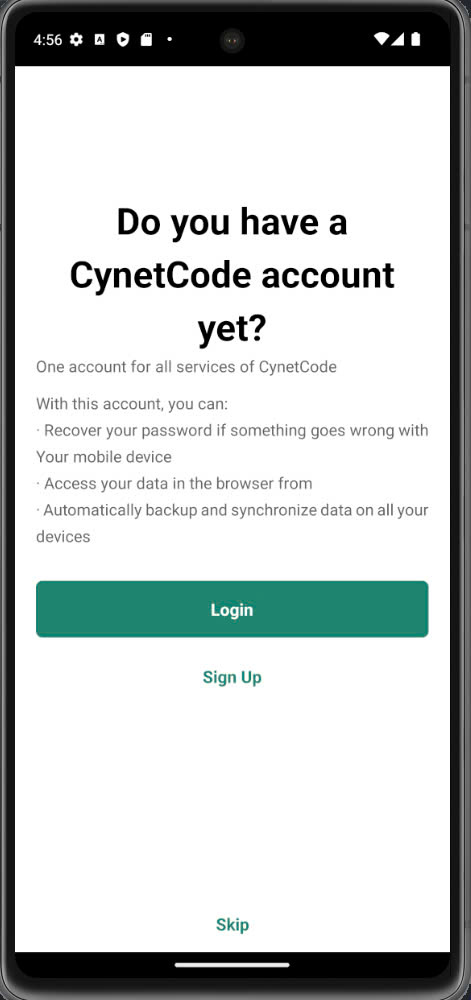 4:56
Do you have a
CynetCode account
yet?
One account for all services of CynetCode
With this account, you can:
· Recover your password if something goes wrong with
Your mobile device
· Access your data in the browser from
· Automatically backup and synchronize data on all your
devices
Login
Sign Up
Skip